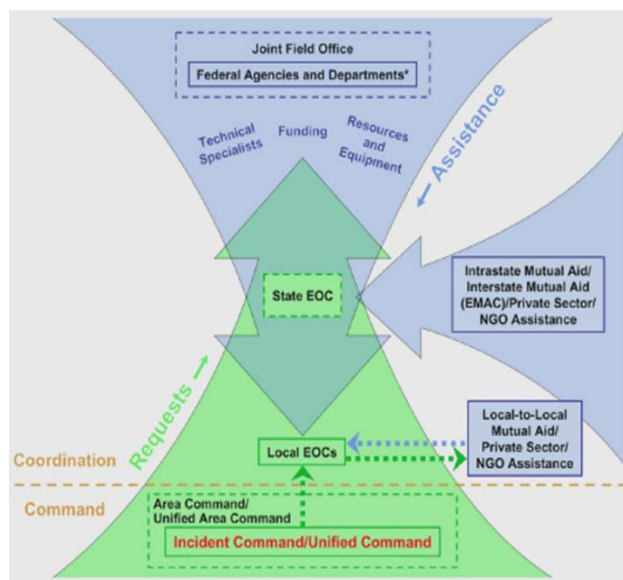 Joint Field Office
Federal Agencies and Departments*
Technical
Specialists
Funding
Resources
and
Equipment
← Assistance
State EOC
Intrastate Mutual Aid/
Interstate Mutual Aid
(EMAC)/Private Sector/
NGO Assistance
Requests →
Local EOCs
Local-to-Local
Mutual Aid/
Private Sector/
NGO Assistance
Coordination
Command
Area Command/
Unified Area Command
Incident Command/Unified Command